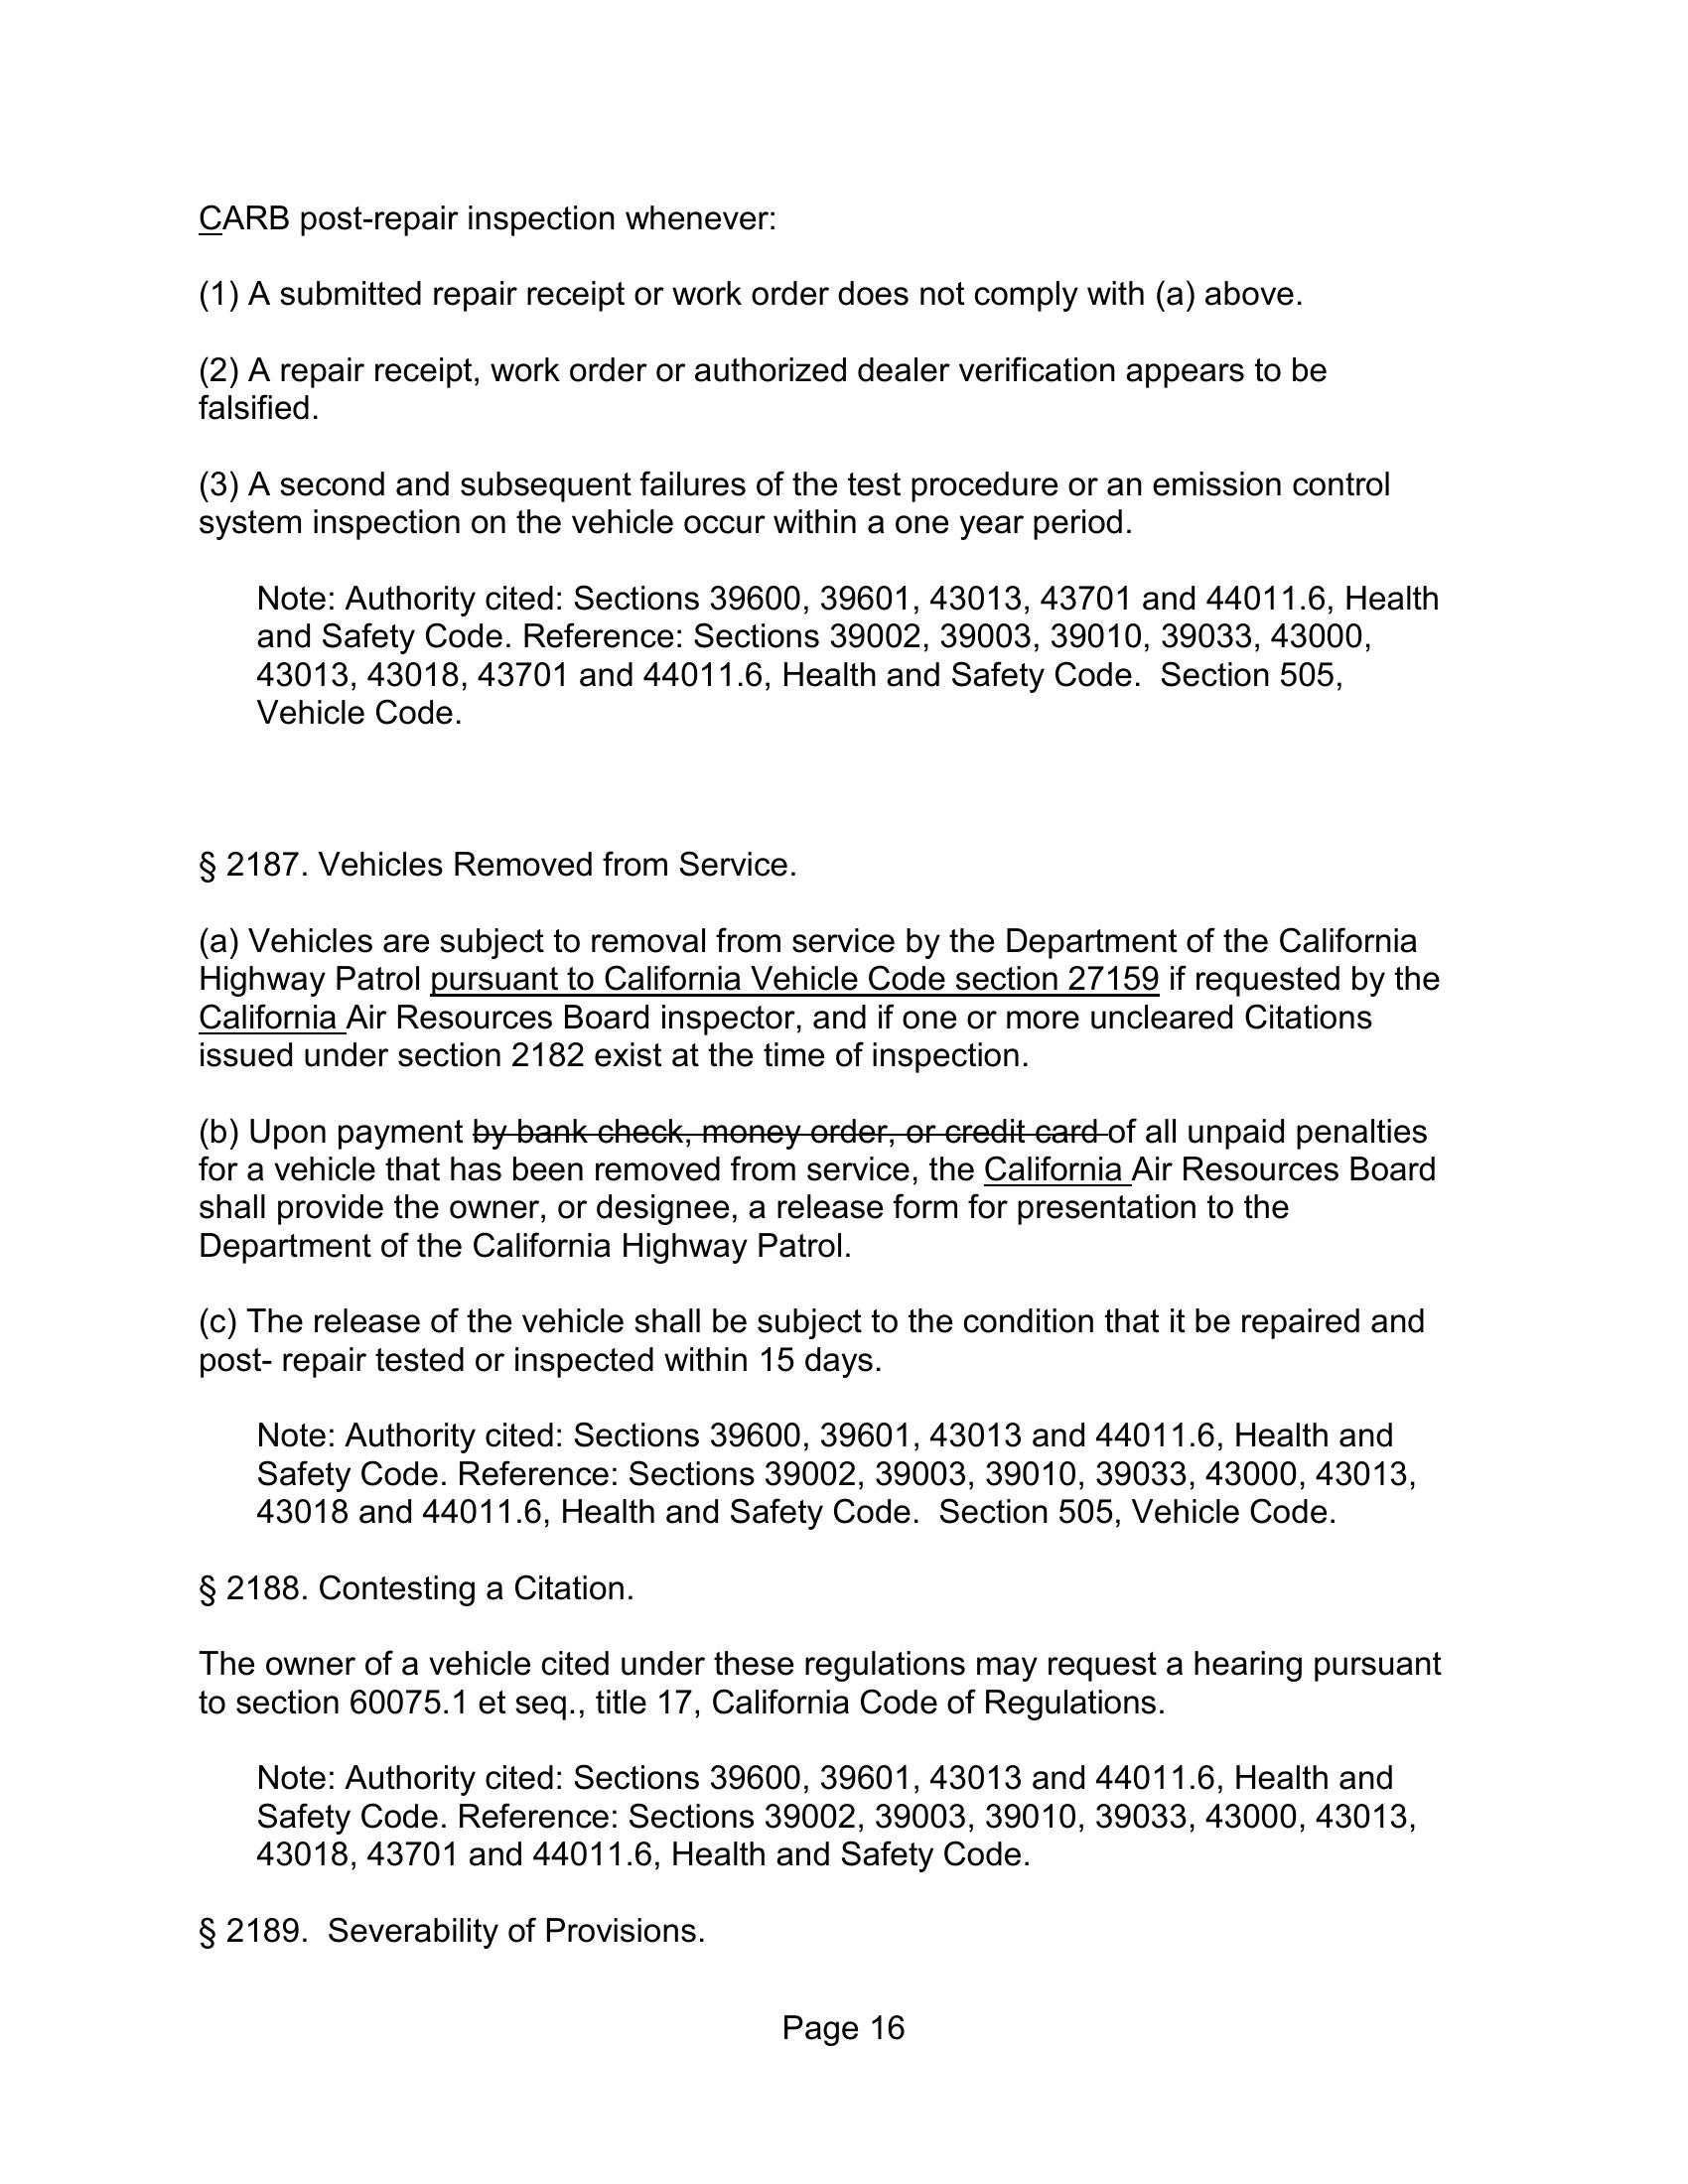 CARB post-repair inspection whenever:
(1) A submitted repair receipt or work order does not comply with (a) above.
(2) A repair receipt, work order or authorized dealer verification appears to be
falsified.
(3) A second and subsequent failures of the test procedure or an emission control
system inspection on the vehicle occur within a one year period.
Note: Authority cited: Sections 39600, 39601, 43013, 43701 and 44011.6, Health
and Safety Code. Reference: Sections 39002, 39003, 39010, 39033, 43000,
43013, 43018, 43701 and 44011.6, Health and Safety Code.  Section 505,
Vehicle Code.
§ 2187. Vehicles Removed from Service.
(a) Vehicles are subject to removal from service by the Department of the California
Highway Patrol pursuant to California Vehicle Code section 27159 if requested by the
California Air Resources Board inspector, and if one or more uncleared Citations
issued under section 2182 exist at the time of inspection.
(b) Upon payment by bank check, money order, or credit card of all unpaid penalties
for a vehicle that has been removed from service, the California Air Resources Board
shall provide the owner, or designee, a release form for presentation to the
Department of the California Highway Patrol.
(c) The release of the vehicle shall be subject to the condition that it be repaired and
post- repair tested or inspected within 15 days.
Note: Authority cited: Sections 39600, 39601, 43013 and 44011.6, Health and
Safety Code. Reference: Sections 39002, 39003, 39010, 39033, 43000, 43013,
43018 and 44011.6, Health and Safety Code.  Section 505, Vehicle Code.
§ 2188. Contesting a Citation.
The owner of a vehicle cited under these regulations may request a hearing pursuant
to section 60075.1 et seq., title 17, California Code of Regulations.
Note: Authority cited: Sections 39600, 39601, 43013 and 44011.6, Health and
Safety Code. Reference: Sections 39002, 39003, 39010, 39033, 43000, 43013,
43018, 43701 and 44011.6, Health and Safety Code.
§ 2189.  Severability of Provisions.
Page 16